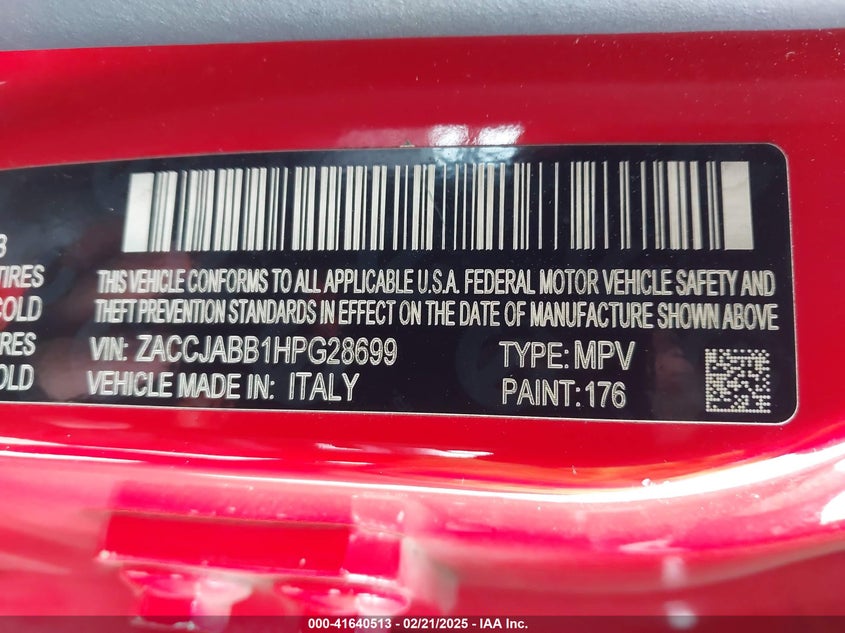 3
TIRES
COLD
RES
OLD
THIS VEHICLE CONFORMS TO ALL APPLICABLE U.S.A. FEDERAL MOTOR VEHICLE SAFETY AND
THEFT PREVENTION STANDARDS IN EFFECT ON THE DATE OF MANUFACTURE SHOWN ABOVE
VIN: ZACCJABB1HPG28699 TYPE: MPV
VEHICLE MADE IN: ITALY PAINT: 176
000-41640513 - 02/21/2025 - IAA Inc.